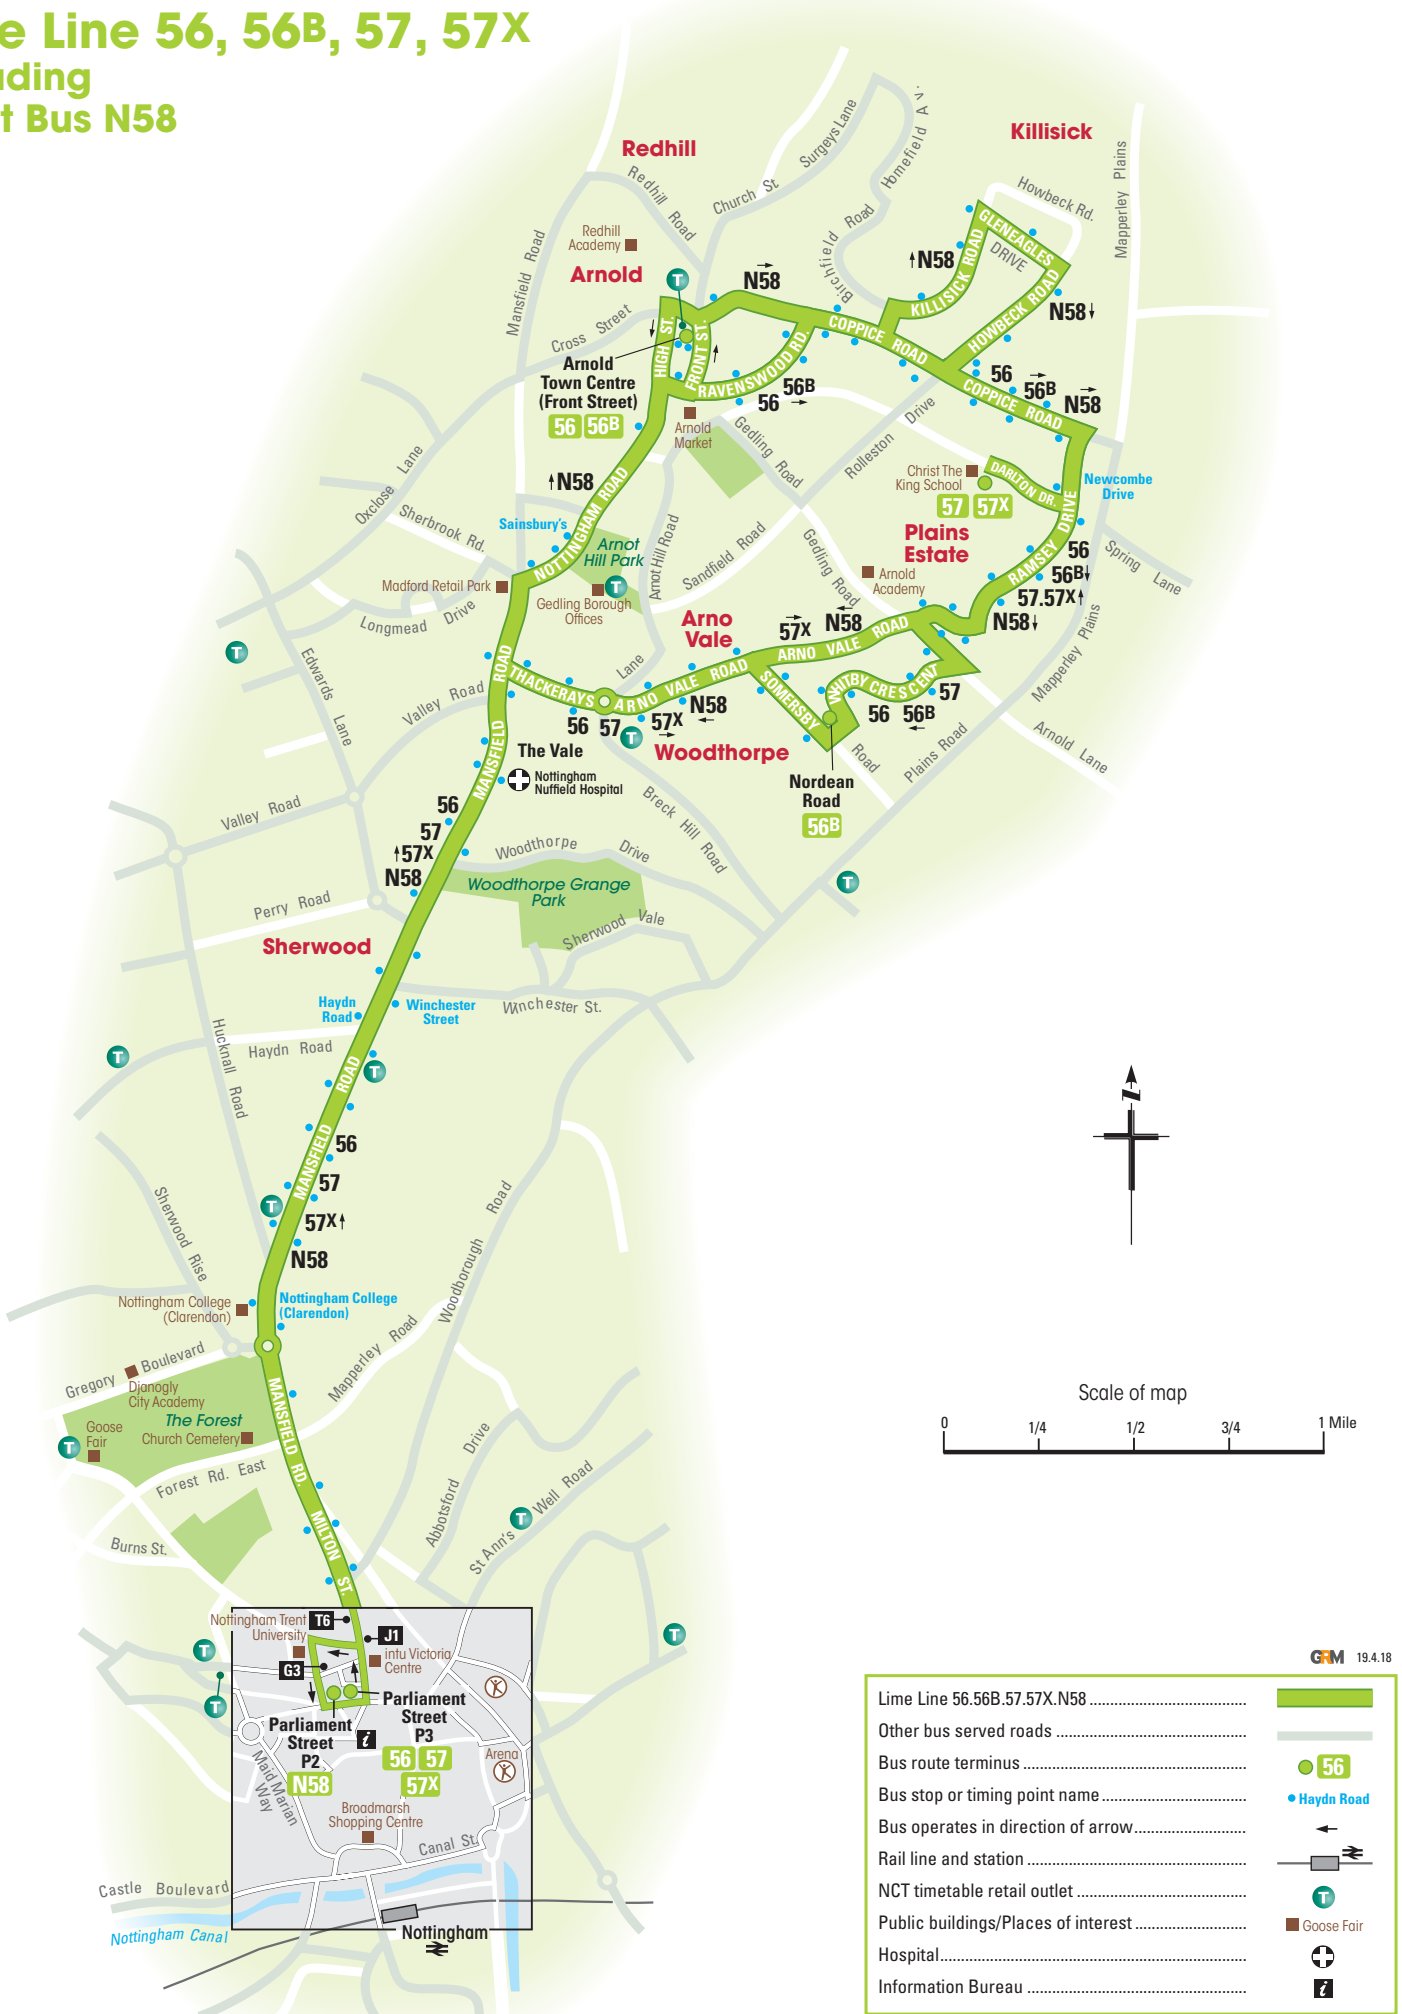 e Line 56, 56B, 57, 57X
ding
t Bus N58
Killisick
Redhill
Surgeys Lane
Homefield Av.
Mapperley Plains
Howbeck Rd.
Redhill Road
Church St
Birchfield Road
Redhill
Academy
Mansfield Road
Arnold
T
N58
N58
GLENEAGLES
DRIVE
KILLISICK ROAD
HOWBECK ROAD
N58
Cross Street
HIGH ST.
FRONT ST.
COPPICE ROAD
RAVENSWOOD RD.
Arnold
Town Centre
(Front Street)
56 56B
56B
56
56
56B
N58
COPPICE ROAD
Arnold
Market
Gedling Road
Rolleston Drive
Oxclose Lane
N58
NOTTINGHAM ROAD
Christ The
King School
DARLTON DR.
57 57X
Newcombe
Drive
Sherbrook Rd.
Sainsbury's
Arnot
Hill Park
Arnot Hill Road
Sandfield Road
Gedling Road
Plains
Estate
RAMSEY DRIVE
56
56B
57.57X
N58
Spring Lane
Madford Retail Park
Gedling Borough
Offices
T
Arnold
Academy
Longmead Drive
Arno
Vale
57X
N58
ARNO VALE ROAD
Mapperley Plains
T
Edwards Lane
Valley Road
THACKERAYS
Lane
ARNO VALE ROAD
SOMERSBY
Road
WHITBY CRESCENT
57
56
56B
56
57
57X
N58
T
Woodthorpe
Plains Road
Arnold Lane
MANSFIELD ROAD
The Vale
Nottingham
Nuffield Hospital
Nordean
Road
56B
Valley Road
56
57
57X
N58
Breck Hill Road
Woodthorpe Drive
Woodthorpe Grange
Park
T
Perry Road
Sherwood
Sherwood Vale
Haydn
Road
Winchester
Street
Winchester St.
Hucknall Road
Haydn Road
T
T
MANSFIELD ROAD
56
57
57X
N58
T
Sherwood Rise
Woodborough Road
Nottingham College
(Clarendon)
Nottingham College
(Clarendon)
Mapperley Road
Gregory Boulevard
Djanogly
City Academy
The Forest
Goose
Fair
T
Church Cemetery
MANSFIELD RD.
Forest Rd. East
Abbotsford Drive
St Ann's Well Road
T
Burns St.
MILTON ST.
Nottingham Trent
University
T6
J1
intu Victoria
Centre
G3
T
T
T
Parliament
Street
P3
56 57
57X
Parliament
Street
P2
N58
i
Arena
Maid Marian
Way
Broadmarsh
Shopping Centre
Canal St.
Castle Boulevard
Nottingham Canal
Nottingham
Scale of map
0 1/4 1/2 3/4 1 Mile
GRM 19.4.18
Lime Line 56.56B.57.57X.N58
Other bus served roads
Bus route terminus 56
Bus stop or timing point name Haydn Road
Bus operates in direction of arrow
Rail line and station
NCT timetable retail outlet T
Public buildings/Places of interest Goose Fair
Hospital
Information Bureau i